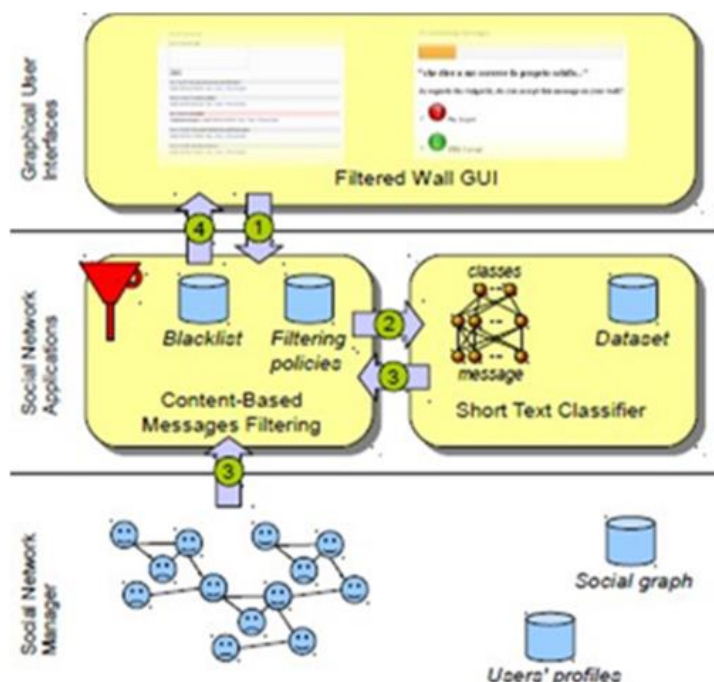 Graphical User
Interfaces
Filtered Wall GUI
4
1
Social Network
Applications
Blacklist
Filtering
policies
Content-Based
Messages Filtering
2
3
classes
message
Dataset
Short Text Classifier
3
Social Network
Manager
Social graph
Users' profiles